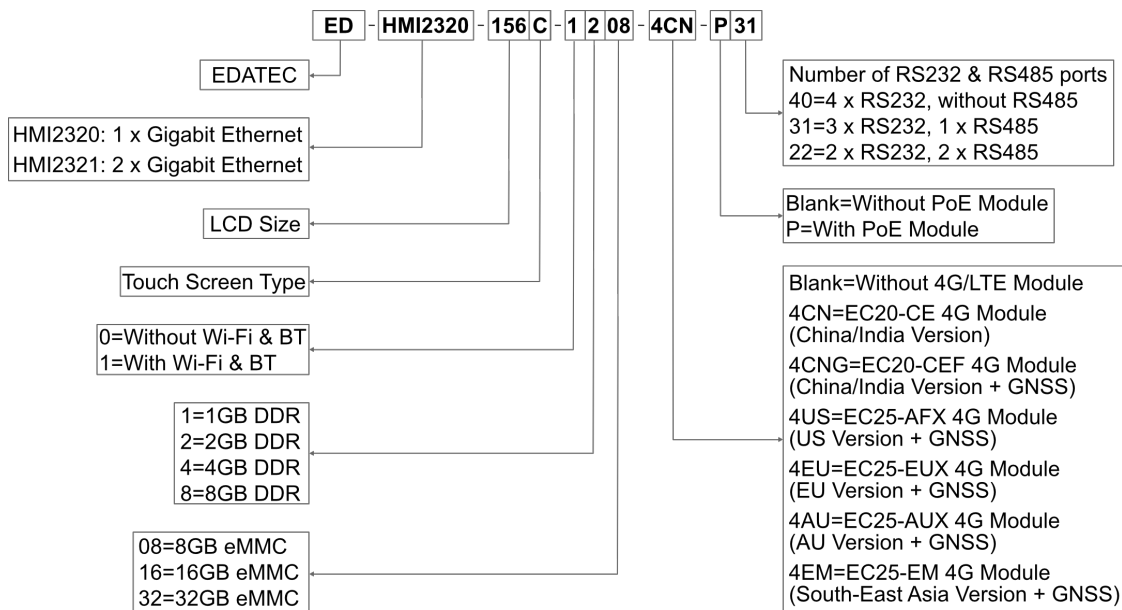 ED - HMI2320 - 156 C - 1 2 08 - 4CN - P 31
EDATEC
HMI2320: 1 x Gigabit Ethernet
HMI2321: 2 x Gigabit Ethernet
LCD Size
Touch Screen Type
0=Without Wi-Fi & BT
1=With Wi-Fi & BT
1=1GB DDR
2=2GB DDR
4=4GB DDR
8=8GB DDR
08=8GB eMMC
16=16GB eMMC
32=32GB eMMC
Number of RS232 & RS485 ports
40=4 x RS232, without RS485
31=3 x RS232, 1 x RS485
22=2 x RS232, 2 x RS485
Blank=Without PoE Module
P=With PoE Module
Blank=Without 4G/LTE Module
4CN=EC20-CE 4G Module
(China/India Version)
4CNG=EC20-CEF 4G Module
(China/India Version + GNSS)
4US=EC25-AFX 4G Module
(US Version + GNSS)
4EU=EC25-EUX 4G Module
(EU Version + GNSS)
4AU=EC25-AUX 4G Module
(AU Version + GNSS)
4EM=EC25-EM 4G Module
(South-East Asia Version + GNSS)